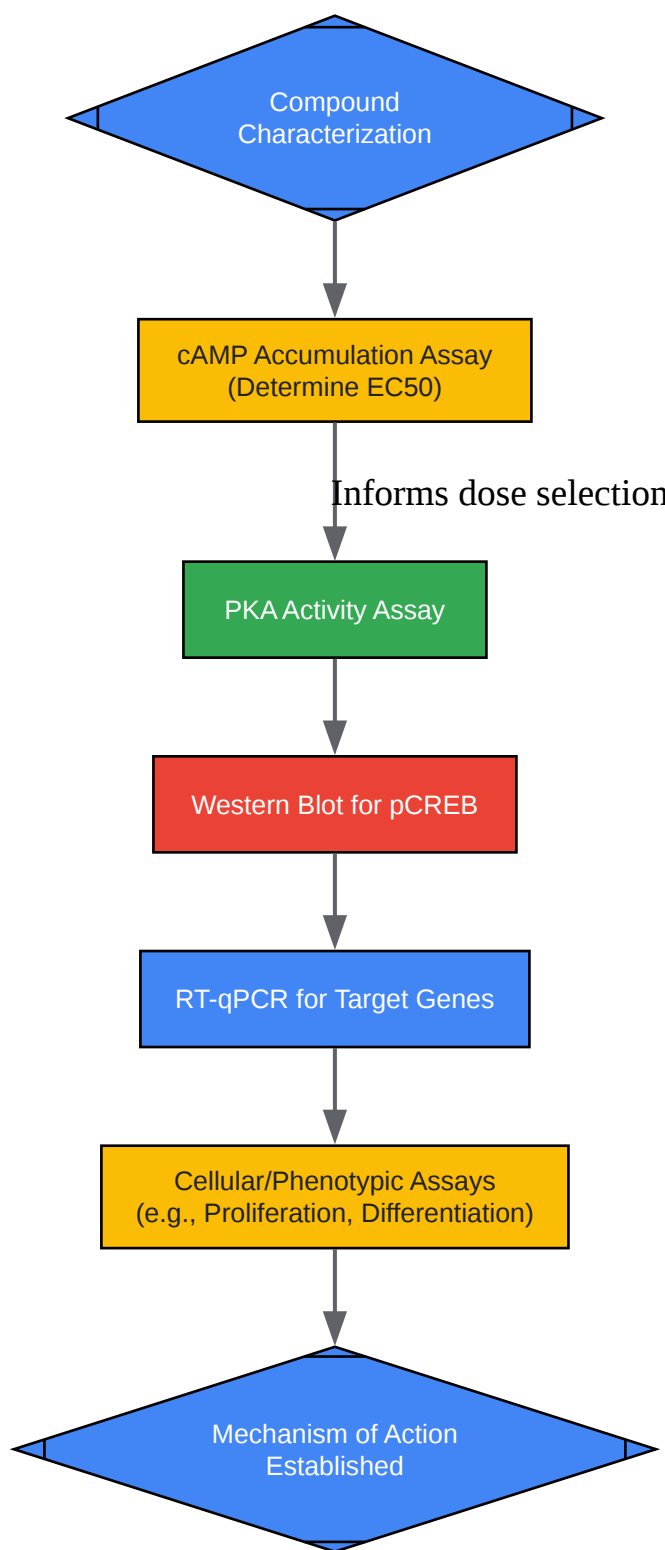 Compound
Characterization
cAMP Accumulation Assay
(Determine EC50)
Informs dose selection
PKA Activity Assay
Western Blot for pCREB
RT-qPCR for Target Genes
Cellular/Phenotypic Assays
(e.g., Proliferation, Differentiation)
Mechanism of Action
Established